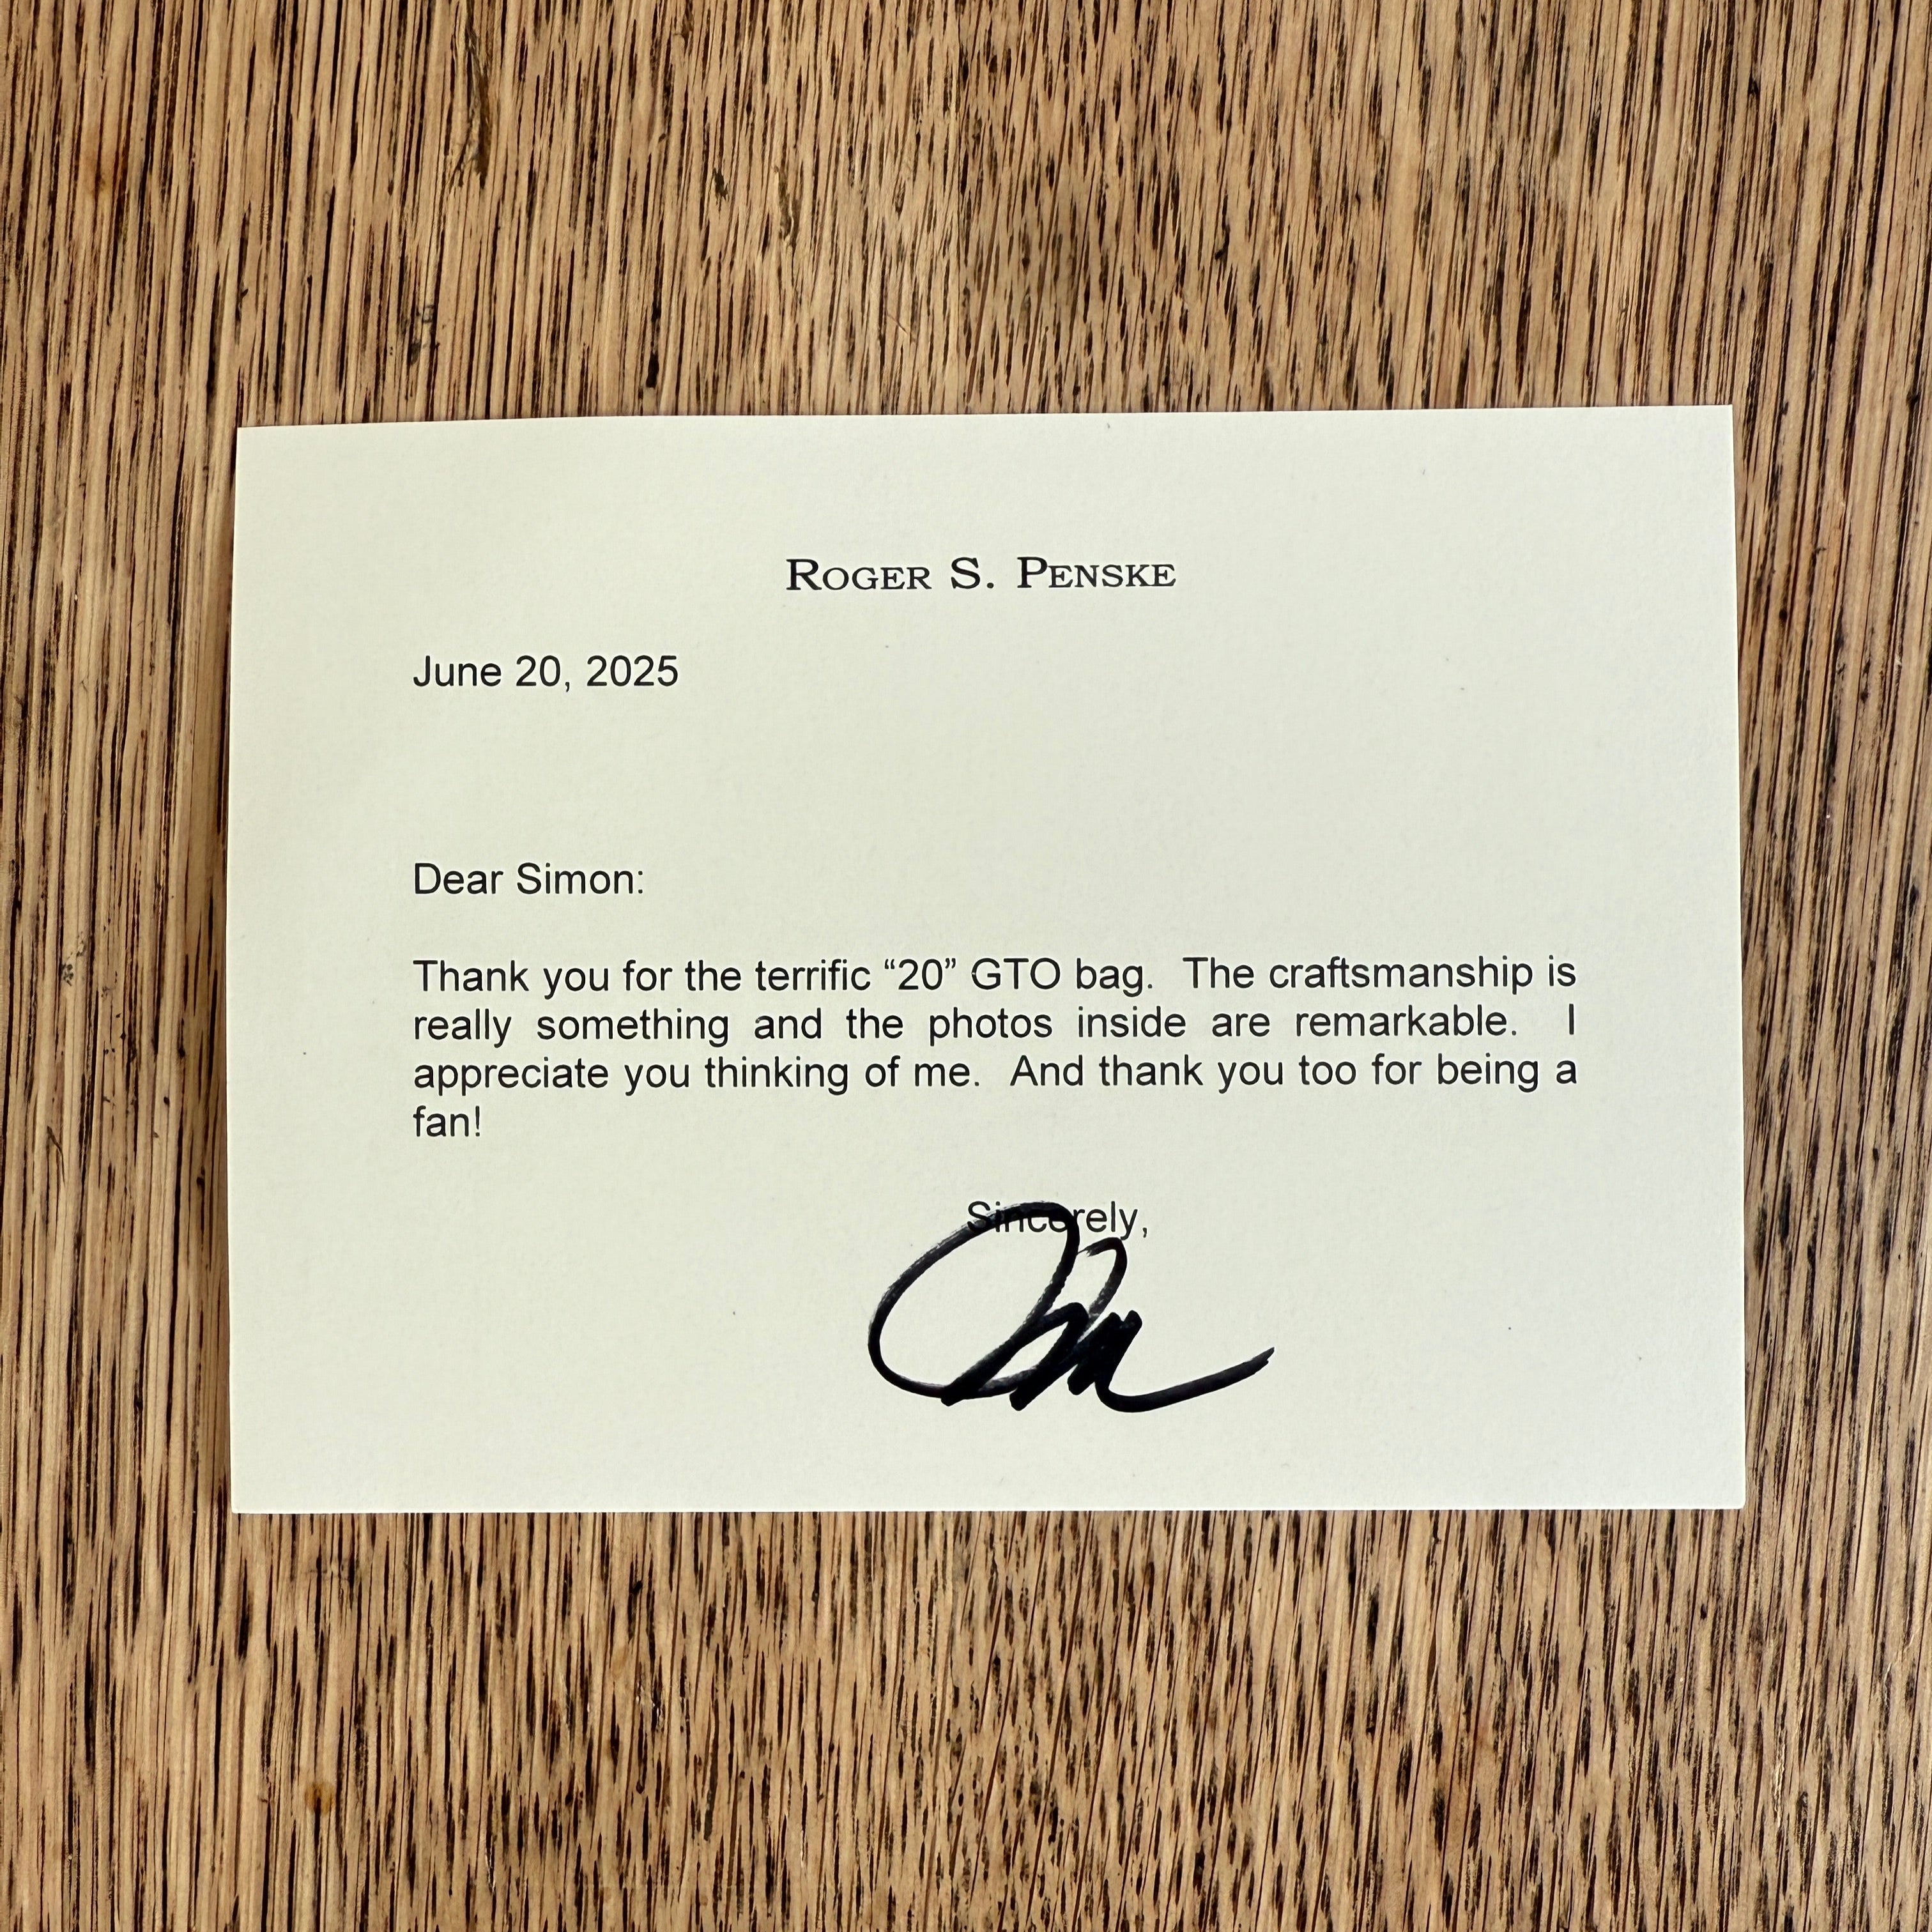 ROGER S. PENSKE
June 20, 2025
Dear Simon:
Thank you for the terrific “20” GTO bag.  The craftsmanship is
really something and the photos inside are remarkable.  I
appreciate you thinking of me.  And thank you too for being a
fan!
Sincerely,